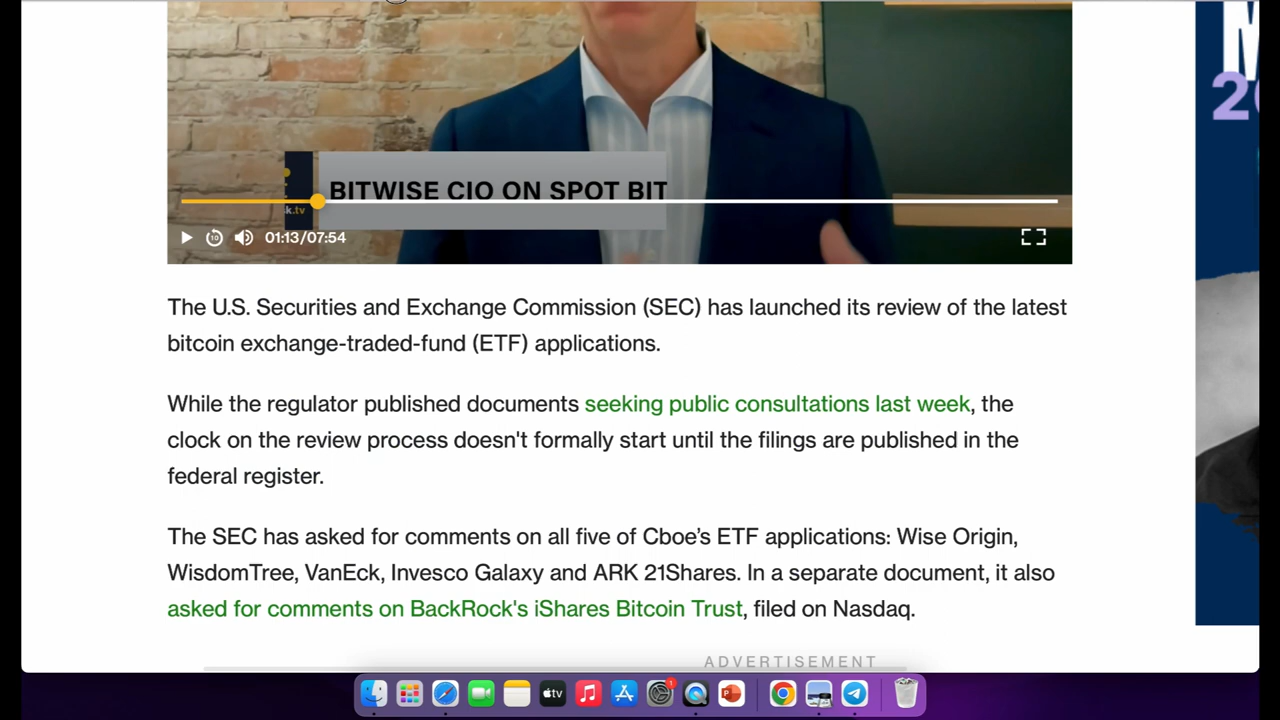 M
20
BITWISE CIO ON SPOT BIT
k.tv
10
01:13/07:54
The U.S. Securities and Exchange Commission (SEC) has launched its review of the latest
bitcoin exchange-traded-fund (ETF) applications.
While the regulator published documents seeking public consultations last week, the
clock on the review process doesn't formally start until the filings are published in the
federal register.
The SEC has asked for comments on all five of Cboe’s ETF applications: Wise Origin,
WisdomTree, VanEck, Invesco Galaxy and ARK 21Shares. In a separate document, it also
asked for comments on BackRock's iShares Bitcoin Trust, filed on Nasdaq.
ADVERTISEMENT
tv
1
P